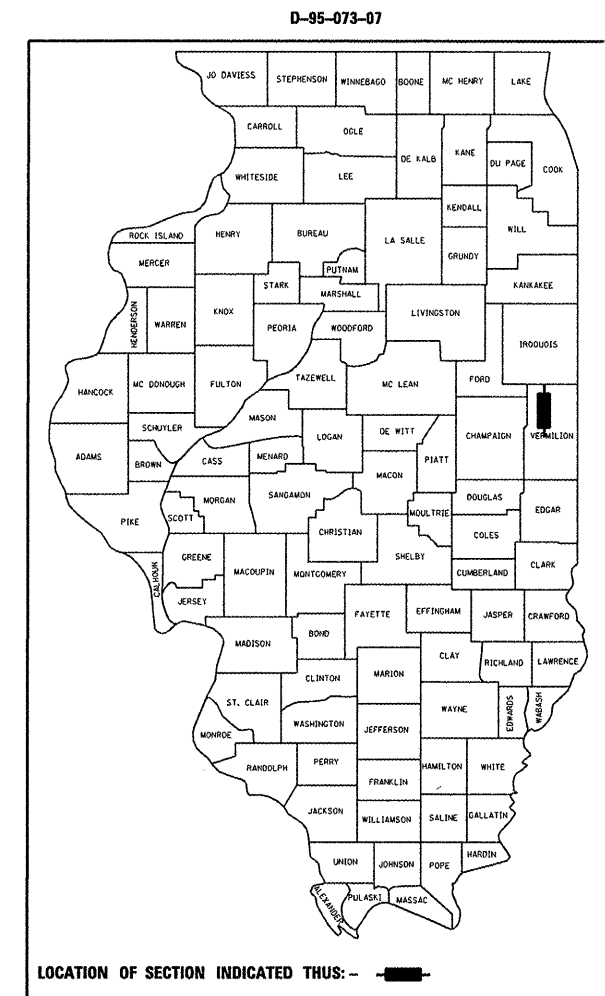 D-95-073-07
JO DAVIESS
STEPHENSON
WINNEBAGO
BOONE
MC HENRY
LAKE
CARROLL
OGLE
DE KALB
KANE
DU PAGE
COOK
WHITESIDE
LEE
KENDALL
WILL
ROCK ISLAND
HENRY
BUREAU
LA SALLE
GRUNDY
MERCER
PUTNAM
STARK
MARSHALL
KANKAKEE
HENDERSON
WARREN
KNOX
PEORIA
WOODFORD
LIVINGSTON
IROQUOIS
HANCOCK
MC DONOUGH
FULTON
TAZEWELL
MC LEAN
FORD
SCHUYLER
MASON
LOGAN
DE WITT
CHAMPAIGN
VERMILION
ADAMS
BROWN
CASS
MENARD
MACON
PIATT
PIKE
SCOTT
MORGAN
SANGAMON
CHRISTIAN
MOULTRIE
DOUGLAS
EDGAR
COLES
CALHOUN
GREENE
MACOUPIN
MONTGOMERY
SHELBY
CUMBERLAND
CLARK
JERSEY
FAYETTE
EFFINGHAM
JASPER
CRAWFORD
MADISON
BOND
CLAY
RICHLAND
LAWRENCE
MARION
CLINTON
ST. CLAIR
WASHINGTON
JEFFERSON
WAYNE
EDWARDS
WABASH
MONROE
RANDOLPH
PERRY
FRANKLIN
HAMILTON
WHITE
JACKSON
WILLIAMSON
SALINE
GALLATIN
UNION
JOHNSON
POPE
HARDIN
ALEXANDER
PULASKI
MASSAC
LOCATION OF SECTION INDICATED THUS: -